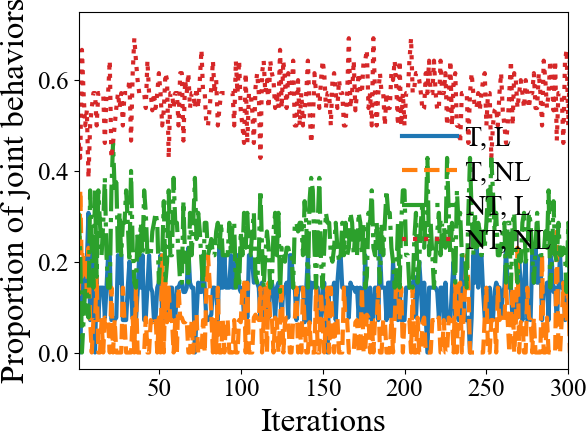 Proportion of joint behaviors
0.6
0.4
0.2
0.0
T, L
T, NL
NT, L
NT, NL
50
100
150
200
250
300
Iterations